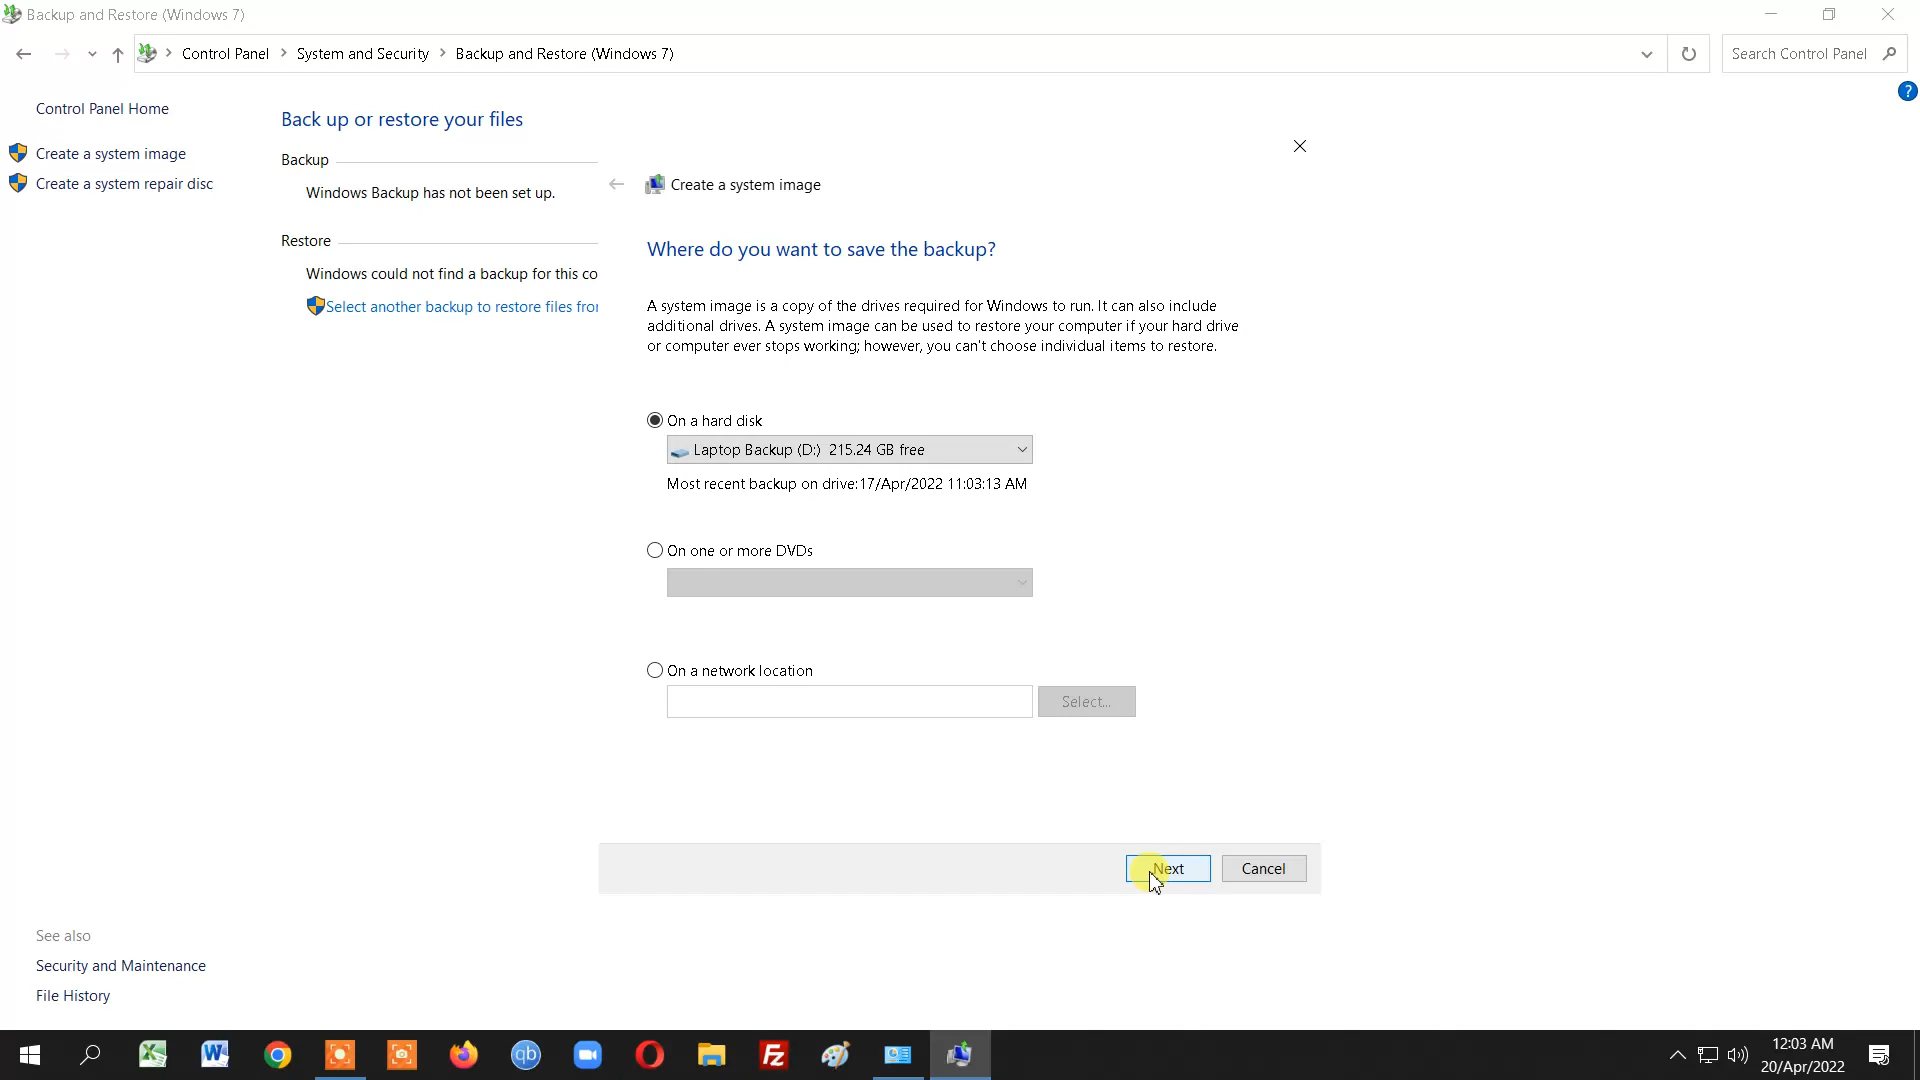 Backup and Restore (Windows 7)
Control Panel
System and Security
Backup and Restore (Windows 7)
Search Control Panel
?
Control Panel Home
Create a system image
Create a system repair disc
Back up or restore your files
Backup
Windows Backup has not been set up.
Restore
Windows could not find a backup for this co
Select another backup to restore files fror
Create a system image
Where do you want to save the backup?
A system image is a copy of the drives required for Windows to run. It can also include
additional drives. A system image can be used to restore your computer if your hard drive
or computer ever stops working; however, you can't choose individual items to restore.
On a hard disk
Laptop Backup (D:) 215.24 GB free
Most recent backup on drive:17/Apr/2022 11:03:13 AM
On one or more DVDs
On a network location
Select...
Next
Cancel
See also
Security and Maintenance
File History
qb
Fz
12:03 AM
20/Apr/2022